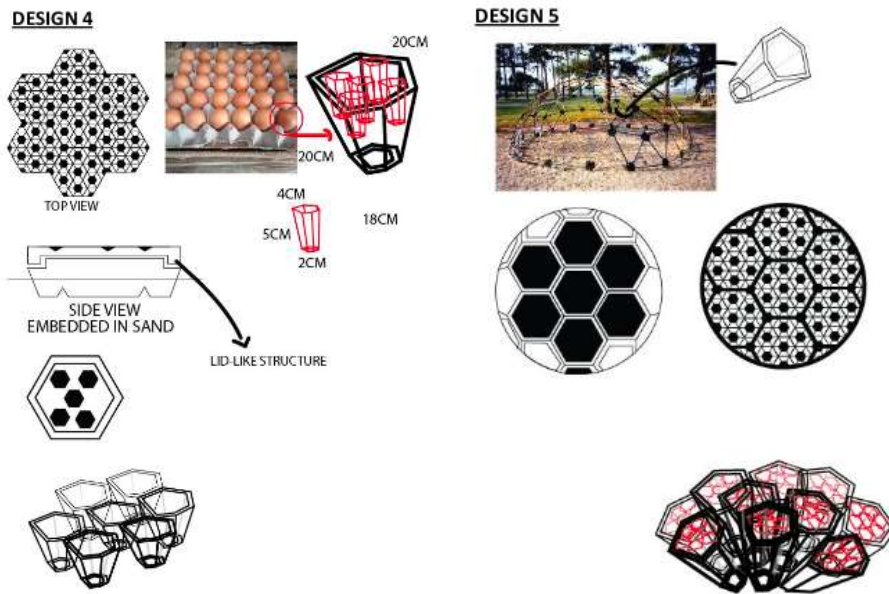 DESIGN 4
20CM
20CM
TOP VIEW
4CM
5CM
18CM
2CM
SIDE VIEW
EMBEDDED IN SAND
LID-LIKE STRUCTURE
DESIGN 5